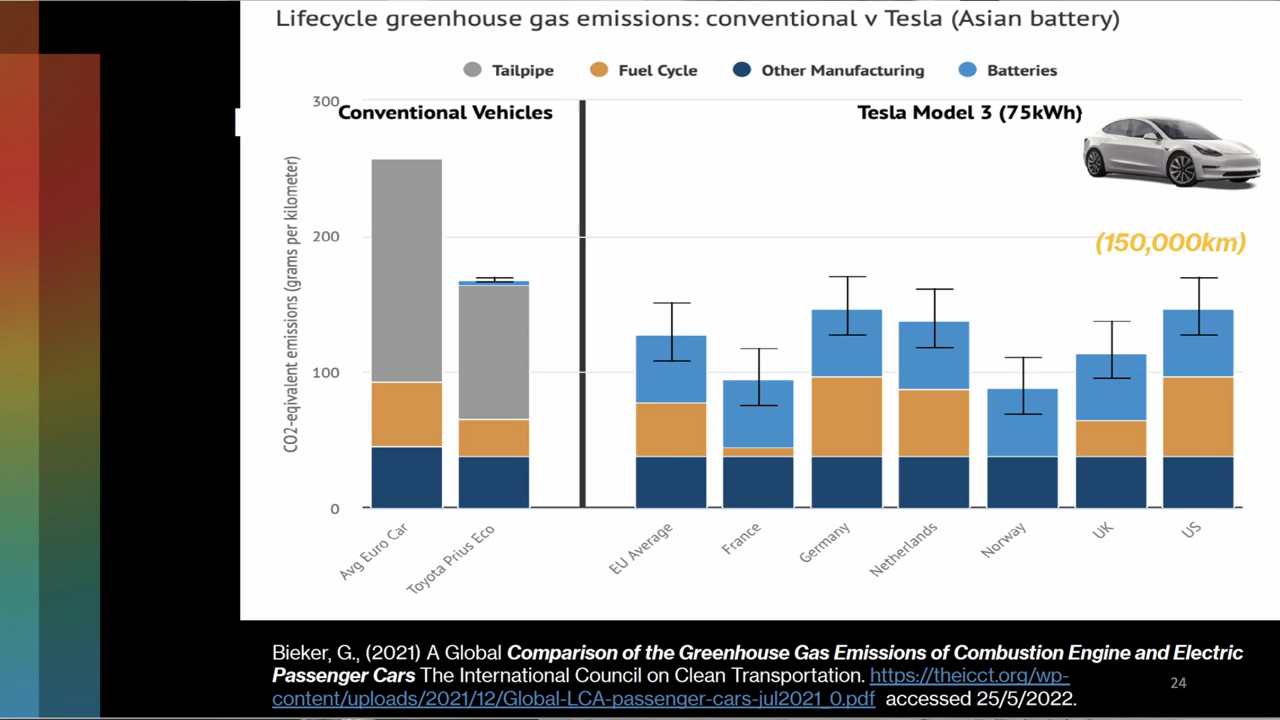 Lifecycle greenhouse gas emissions: conventional v Tesla (Asian battery)
Tailpipe Fuel Cycle Other Manufacturing Batteries
Conventional Vehicles Tesla Model 3 (75kWh)
(150,000km)
CO2-eqivalent emissions (grams per kilometer)
300
200
100
0
Avg Euro Car
Toyota Prius Eco
EU Average
France
Germany
Netherlands
Norway
UK
US
Bieker, G., (2021) A Global Comparison of the Greenhouse Gas Emissions of Combustion Engine and Electric
Passenger Cars The International Council on Clean Transportation. https://theicct.org/wp-
content/uploads/2021/12/Global-LCA-passenger-cars-jul2021_0.pdf accessed 25/5/2022.
24